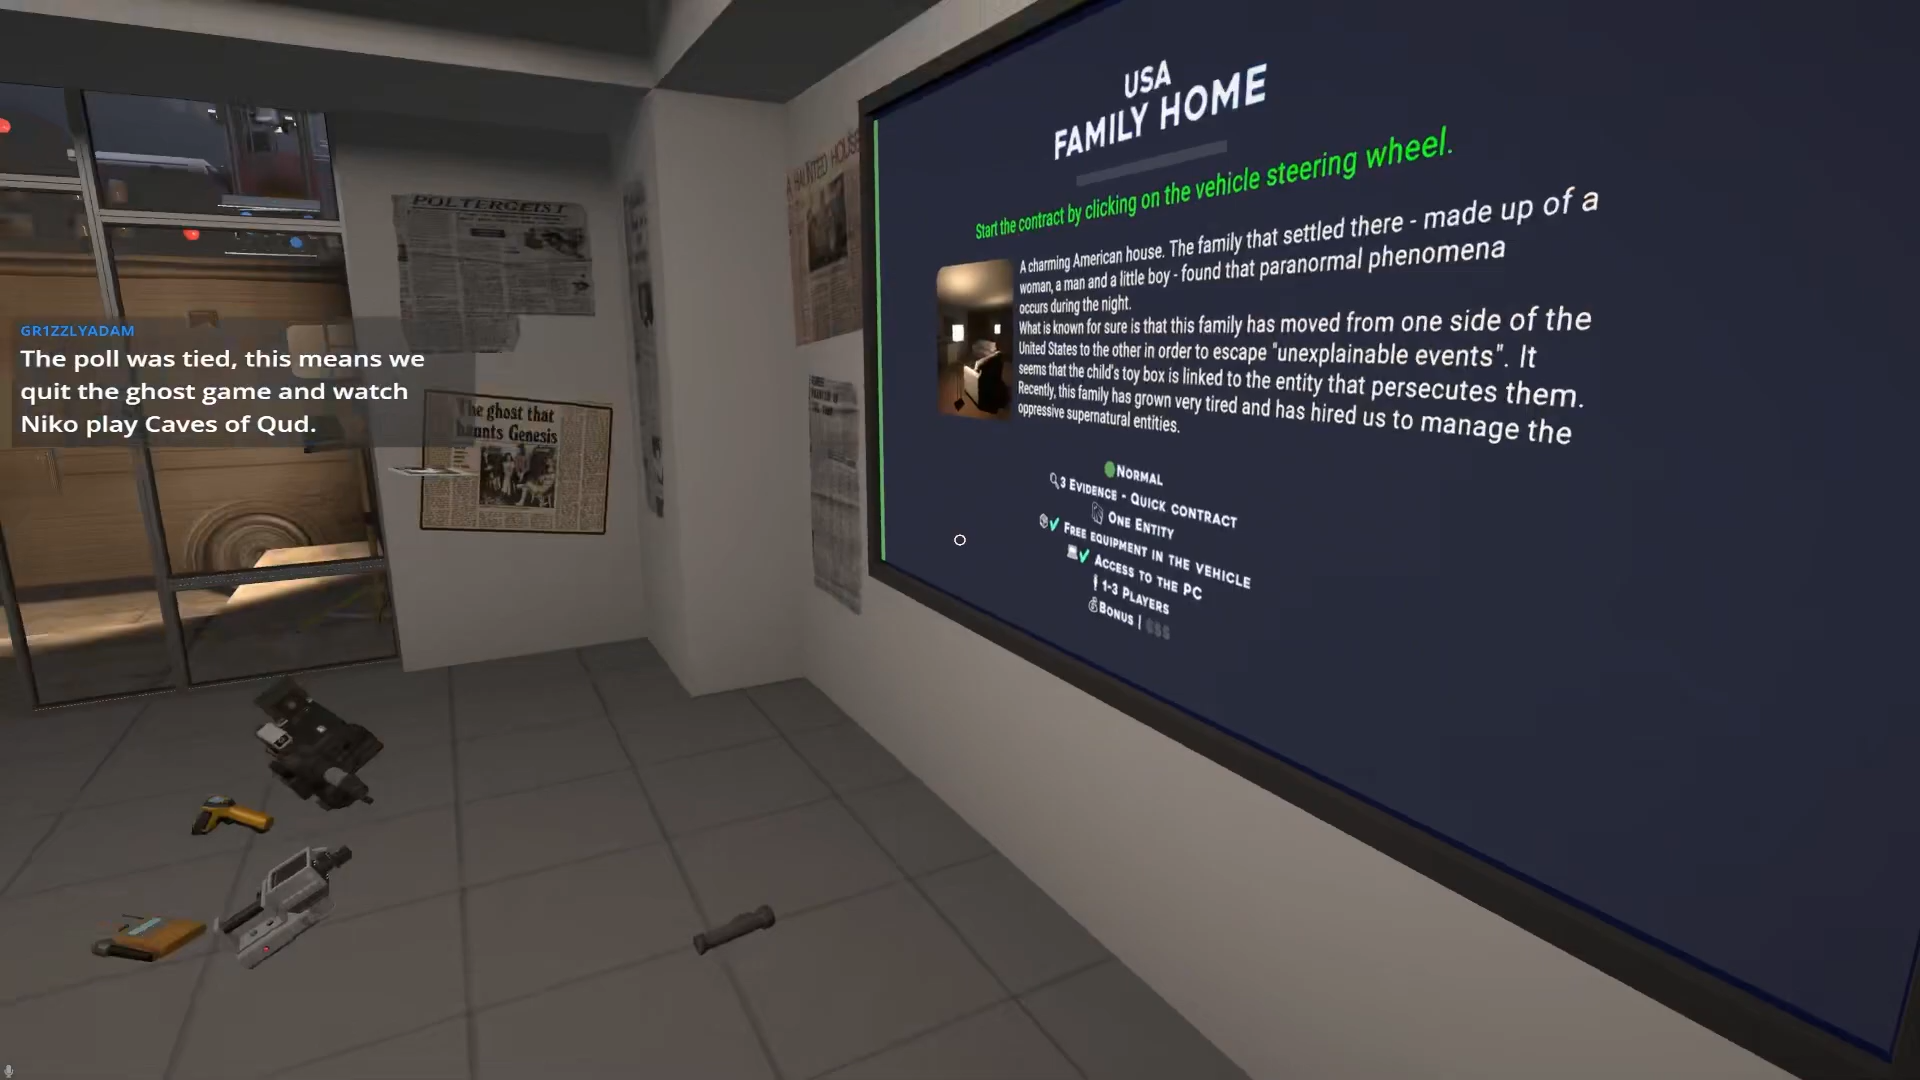 USA
FAMILY HOME
Start the contract by clicking on the vehicle steering wheel.
A charming American house. The family that settled there - made up of a
woman, a man and a little boy - found that paranormal phenomena
occurs during the night.
What is known for sure is that this family has moved from one side of the
United States to the other in order to escape "unexplainable events". It
seems that the child's toy box is linked to the entity that persecutes them.
Recently, this family has grown very tired and has hired us to manage the
oppressive supernatural entities.
NORMAL
3 EVIDENCE - QUICK CONTRACT
ONE ENTITY
FREE EQUIPMENT IN THE VEHICLE
ACCESS TO THE PC
1-3 PLAYERS
BONUS | $$$
GR1ZZLYADAM
The poll was tied, this means we
quit the ghost game and watch
Niko play Caves of Qud.
POLTERGEIST
The ghost that
haunts Genesis
A HAUNTED HOUSE